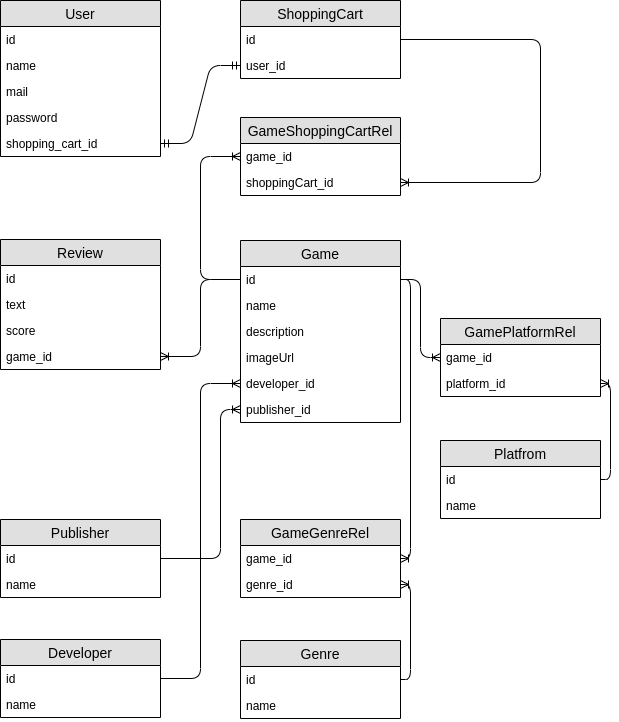 User
id
name
mail
password
shopping_cart_id
ShoppingCart
id
user_id
GameShoppingCartRel
game_id
shoppingCart_id
Review
id
text
score
game_id
Game
id
name
description
imageUrl
developer_id
publisher_id
GamePlatformRel
game_id
platform_id
Platfrom
id
name
Publisher
id
name
GameGenreRel
game_id
genre_id
Developer
id
name
Genre
id
name